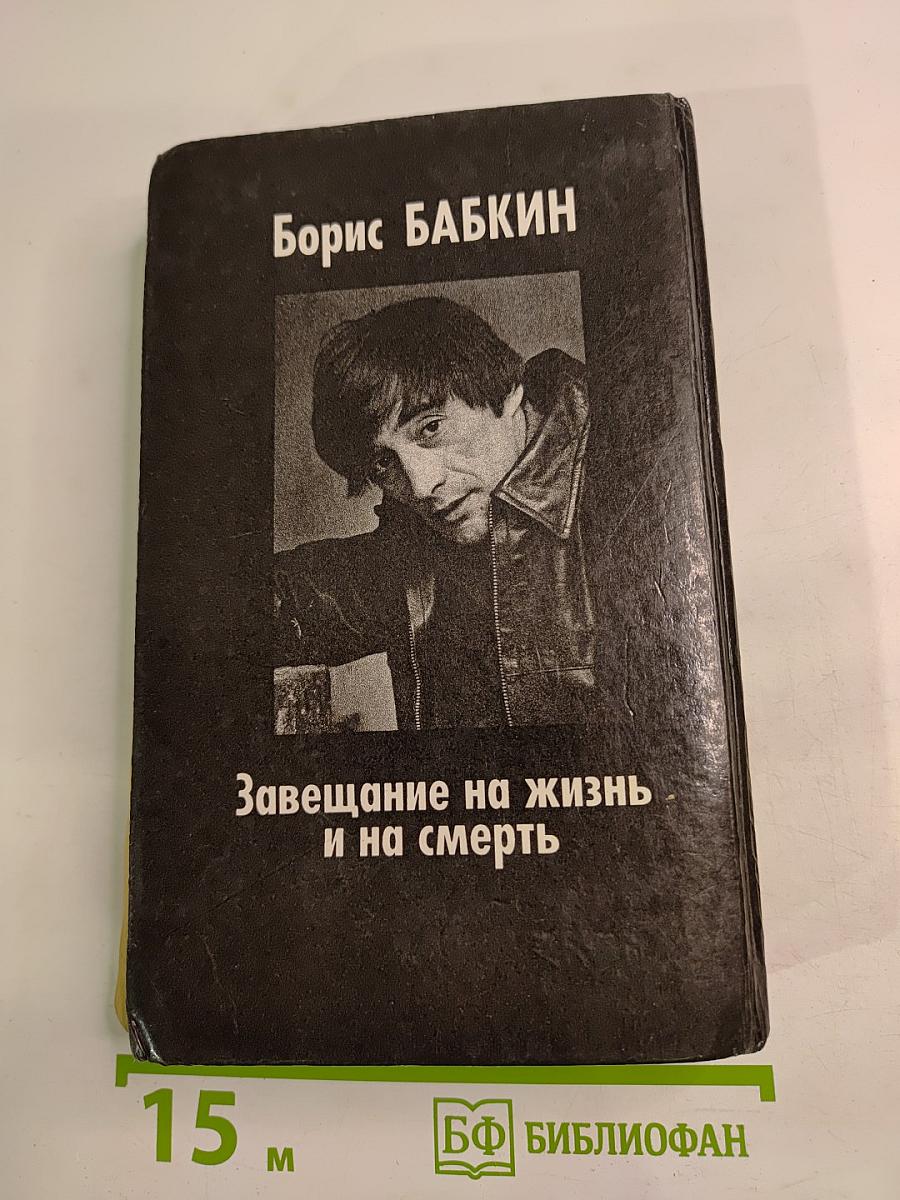 Борис БАБКИН
Завещание на жизнь
и на смерть
15 м
БФ БИБЛИОФАН